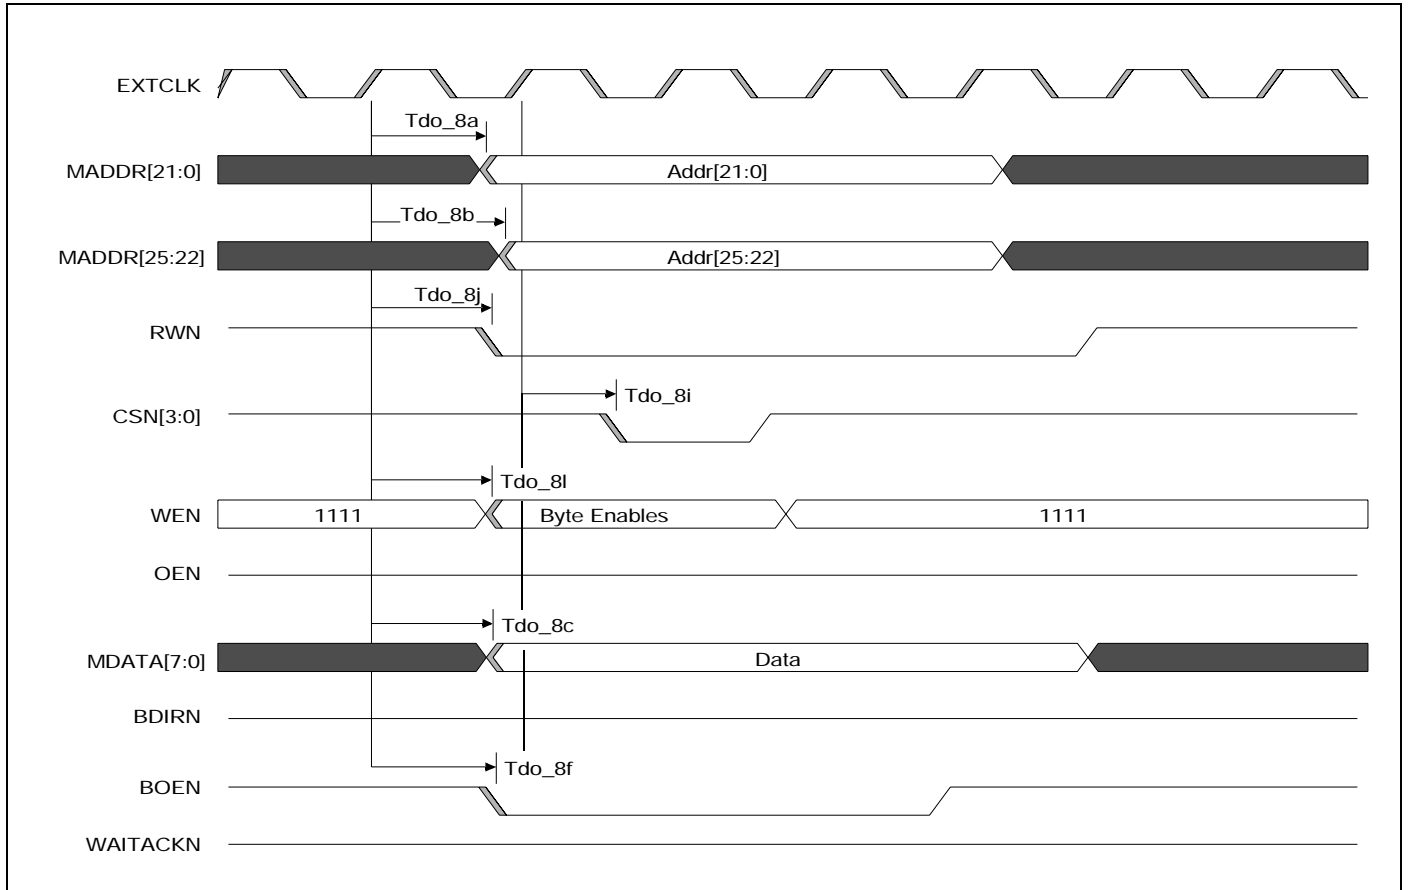 EXTCLK
Tdo_8a
MADDR[21:0]
Addr[21:0]
Tdo_8b
MADDR[25:22]
Addr[25:22]
Tdo_8j
RWN
Tdo_8i
CSN[3:0]
Tdo_8l
WEN
1111
Byte Enables
1111
OEN
Tdo_8c
MDATA[7:0]
Data
BDIRN
Tdo_8f
BOEN
WAITACKN